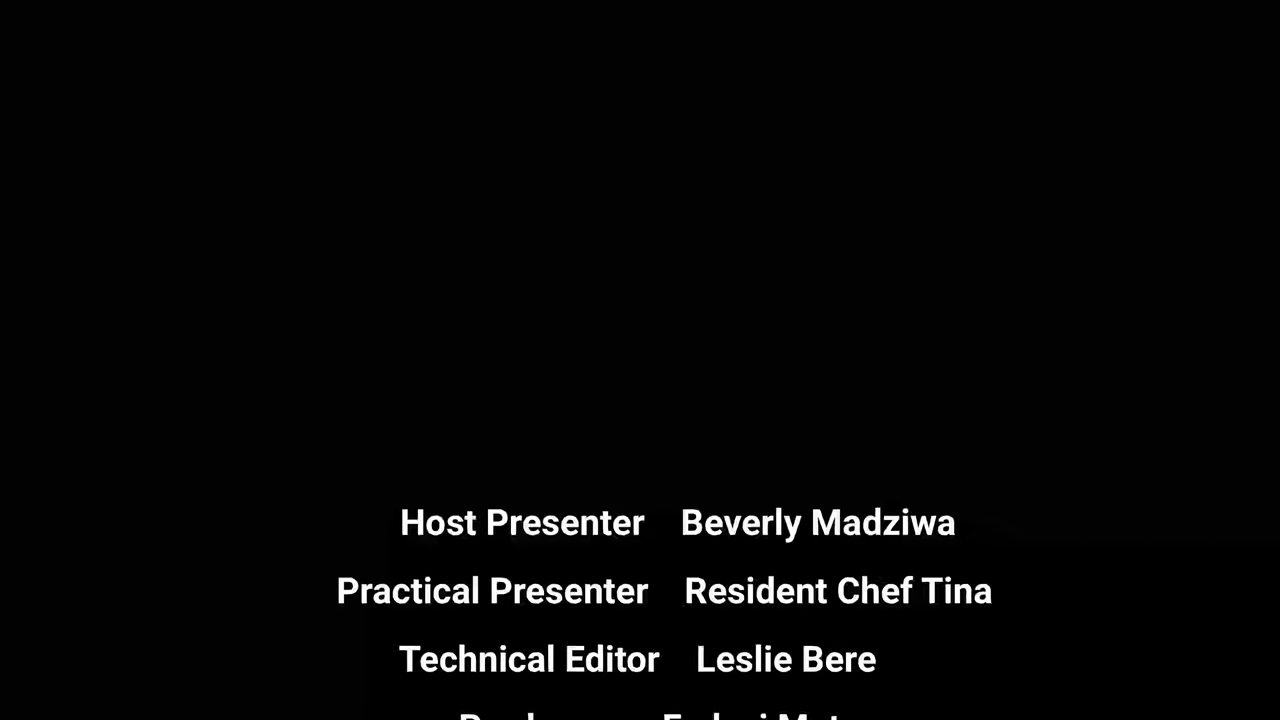 Host Presenter Beverly Madziwa
Practical Presenter Resident Chef Tina
Technical Editor Leslie Bere